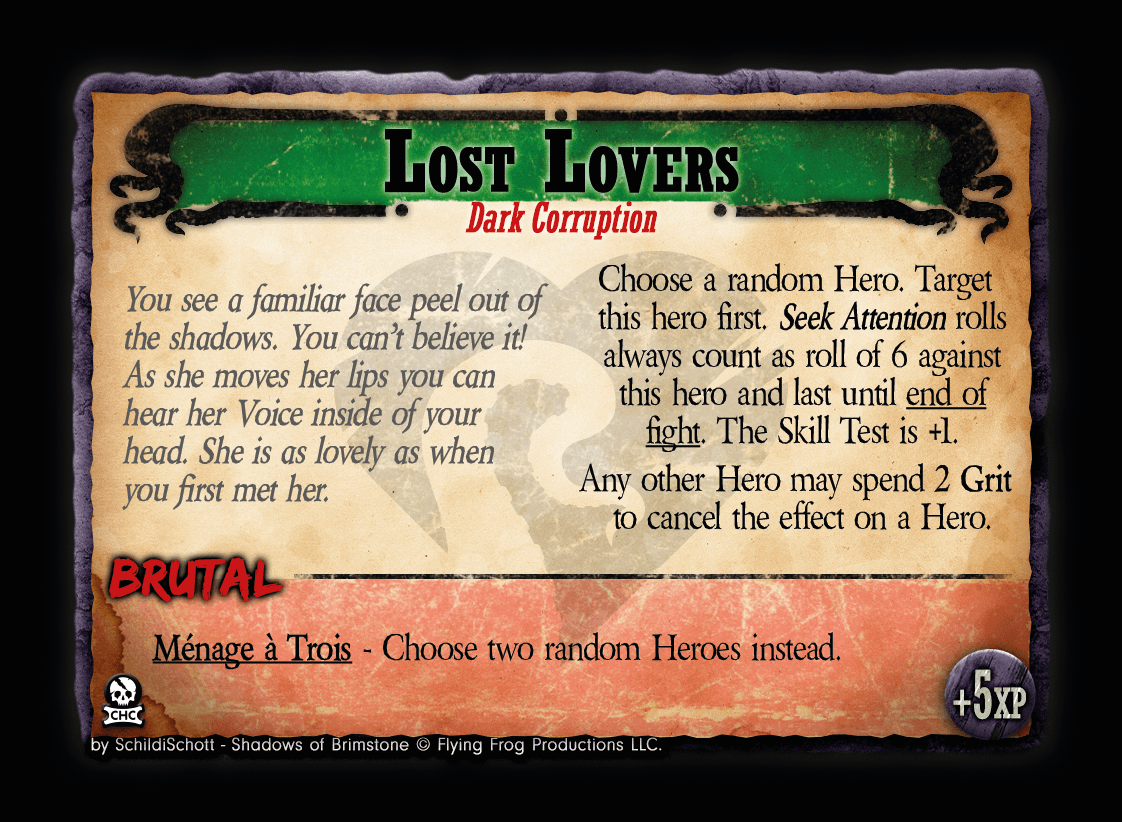 Lost Lovers
Dark Corruption
You see a familiar face peel out of
the shadows. You can't believe it!
As she moves her lips you can
hear her Voice inside of your
head. She is as lovely as when
you first met her.
Choose a random Hero. Target
this hero first. Seek Attention rolls
always count as roll of 6 against
this hero and last until end of
fight. The Skill Test is +1.
Any other Hero may spend 2 Grit
to cancel the effect on a Hero.
BRUTAL
Ménage à Trois - Choose two random Heroes instead.
CHC
+5XP
by SchildiSchott - Shadows of Brimstone © Flying Frog Productions LLC.